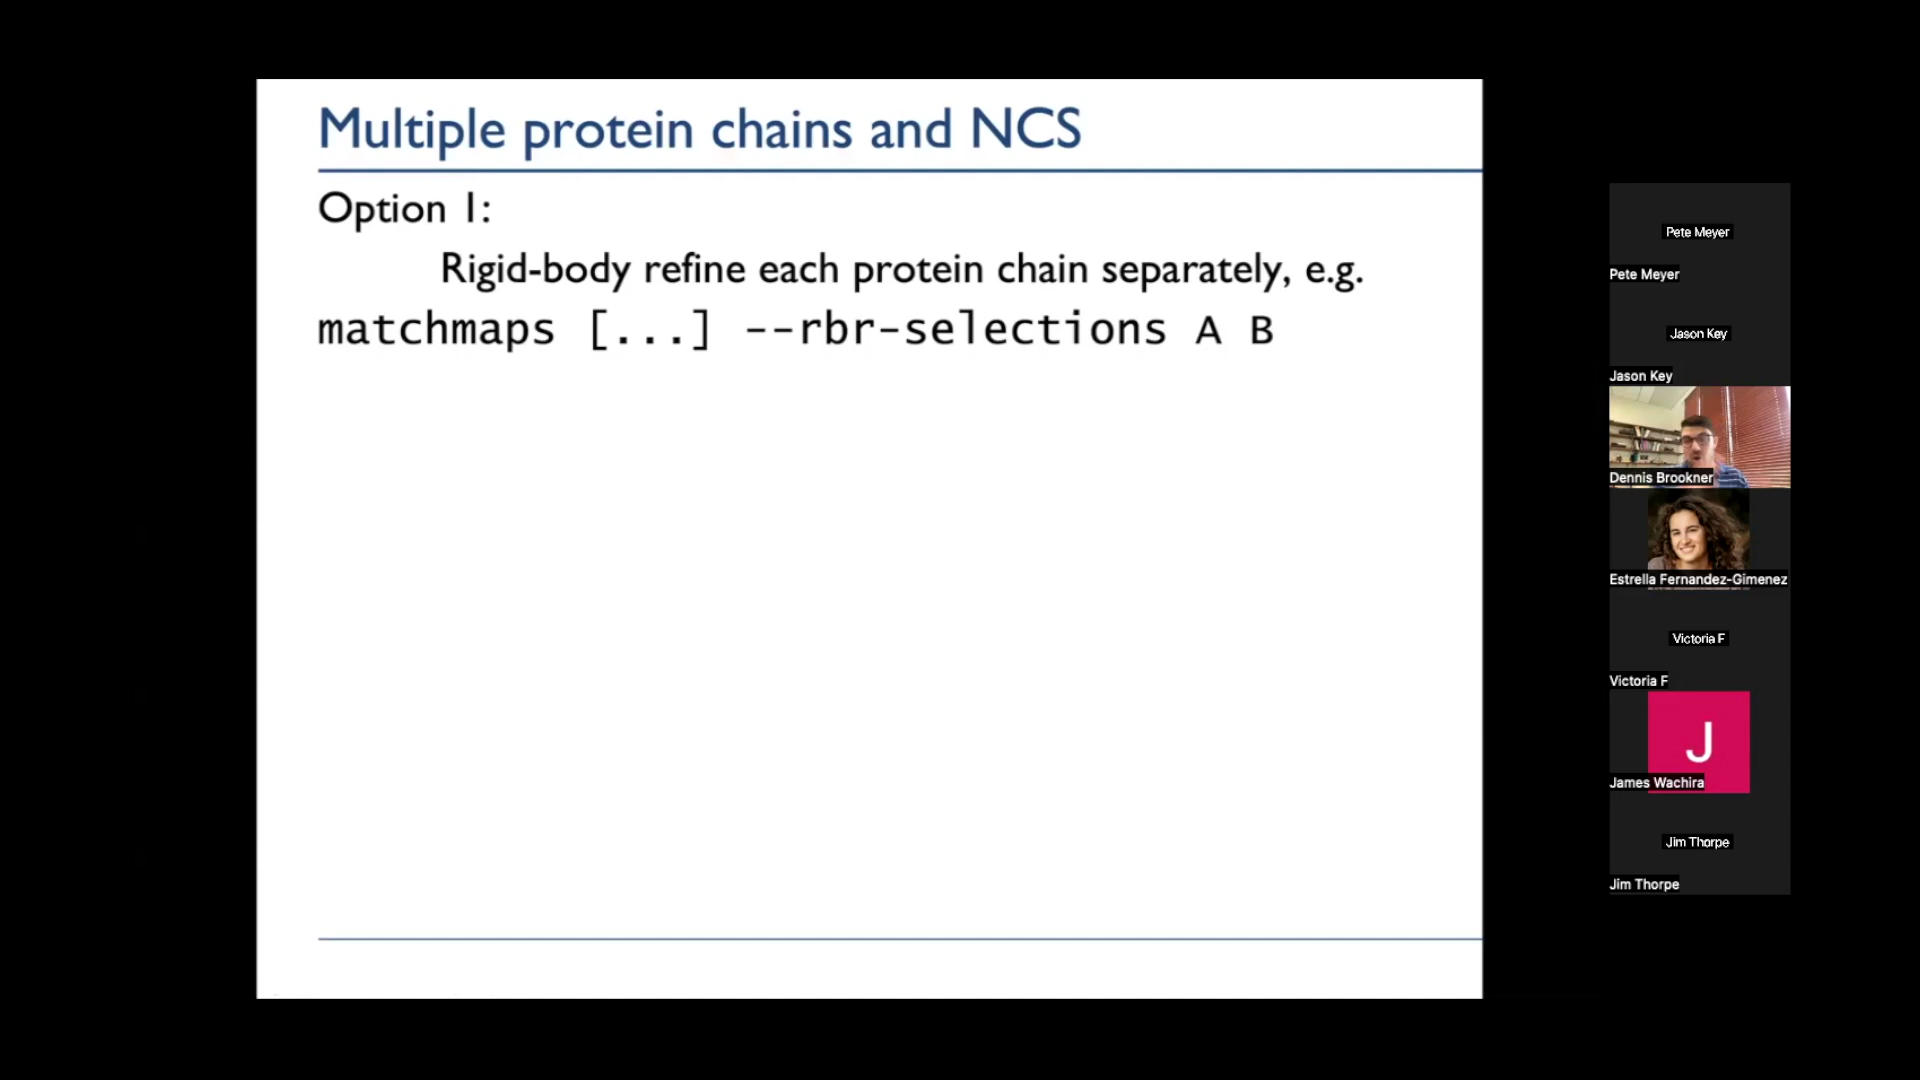 Multiple protein chains and NCS
Option 1:
Rigid-body refine each protein chain separately, e.g.
matchmaps [...] --rbr-selections A B
Pete Meyer
Pete Meyer
Jason Key
Jason Key
Dennis Brookner
Estrella Fernandez-Gimenez
Victoria F
Victoria F
J
James Wachira
Jim Thorpe
Jim Thorpe